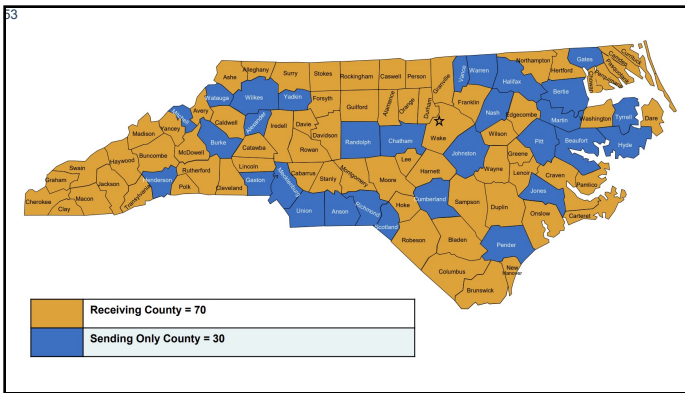 53
Alleghany
Ashe
Surry
Stokes
Rockingham
Caswell
Person
Granville
Vance
Warren
Northampton
Gates
Hertford
Halifax
Camden
Currituck
Pasquotank
Perquimans
Chowan
Watauga
Wilkes
Yadkin
Forsyth
Guilford
Alamance
Orange
Durham
Franklin
Bertie
Nash
Edgecombe
Martin
Washington
Tyrrell
Dare
Mitchell
Avery
Caldwell
Alexander
Iredell
Davie
Davidson
Randolph
Chatham
Wake
Wilson
Pitt
Beaufort
Hyde
Madison
Yancey
Burke
McDowell
Catawba
Rowan
Lee
Johnston
Greene
Buncombe
Haywood
Swain
Graham
Rutherford
Lincoln
Cabarrus
Stanly
Montgomery
Moore
Harnett
Wayne
Lenoir
Craven
Pamlico
Jackson
Henderson
Transylvania
Polk
Cleveland
Gaston
Mecklenburg
Cherokee
Macon
Clay
Union
Anson
Richmond
Scotland
Hoke
Cumberland
Sampson
Duplin
Jones
Onslow
Carteret
Robeson
Bladen
Pender
Columbus
New
Hanover
Brunswick
Receiving County = 70
Sending Only County = 30